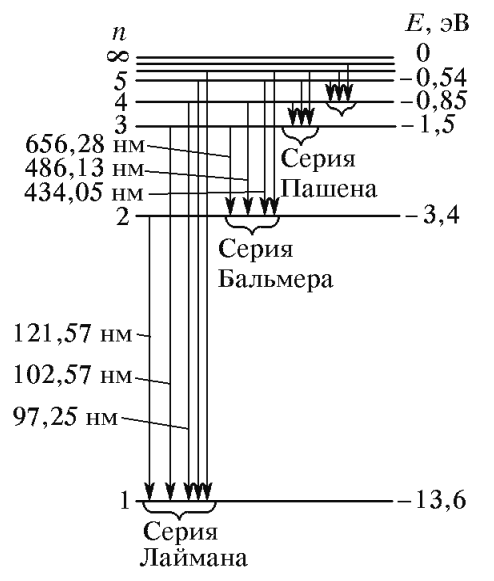 n
E, эВ
∞
0
5
−0,54
4
−0,85
3
−1,5
656,28 нм
486,13 нм
434,05 нм
Серия
Пашена
2
−3,4
Серия
Бальмера
121,57 нм
102,57 нм
97,25 нм
1
−13,6
Серия
Лаймана